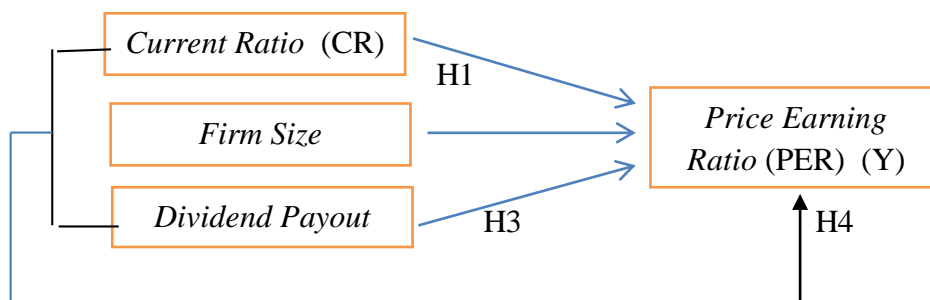 Current Ratio (CR)
H1
Firm Size
Price Earning
Ratio (PER) (Y)
Dividend Payout
H3
H4